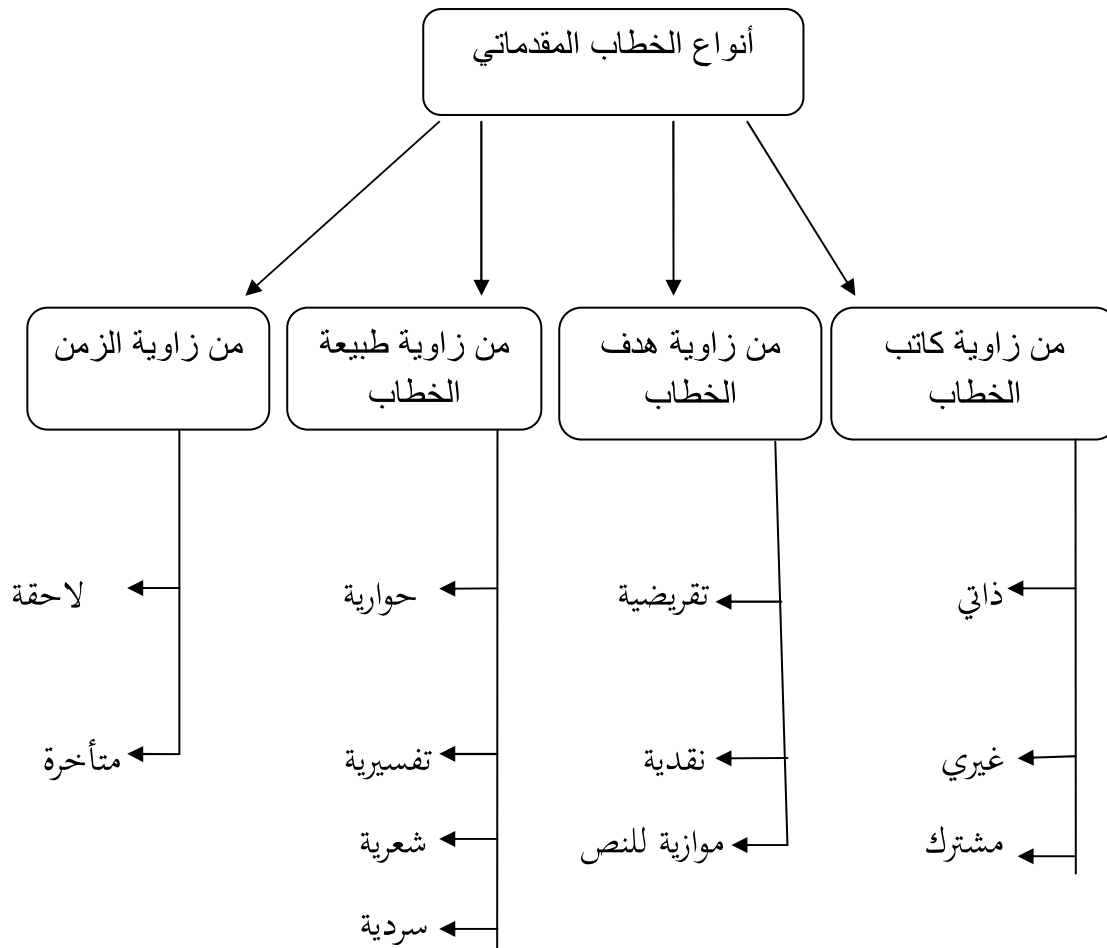 أنواع الخطاب المقدماتي
من زاوية كاتب
الخطاب
من زاوية هدف
الخطاب
من زاوية طبيعة
الخطاب
من زاوية الزمن
ذاتي
غيري
مشترك
تقريضية
نقدية
موازية للنص
حوارية
تفسيرية
شعرية
سردية
لاحقة
متأخرة